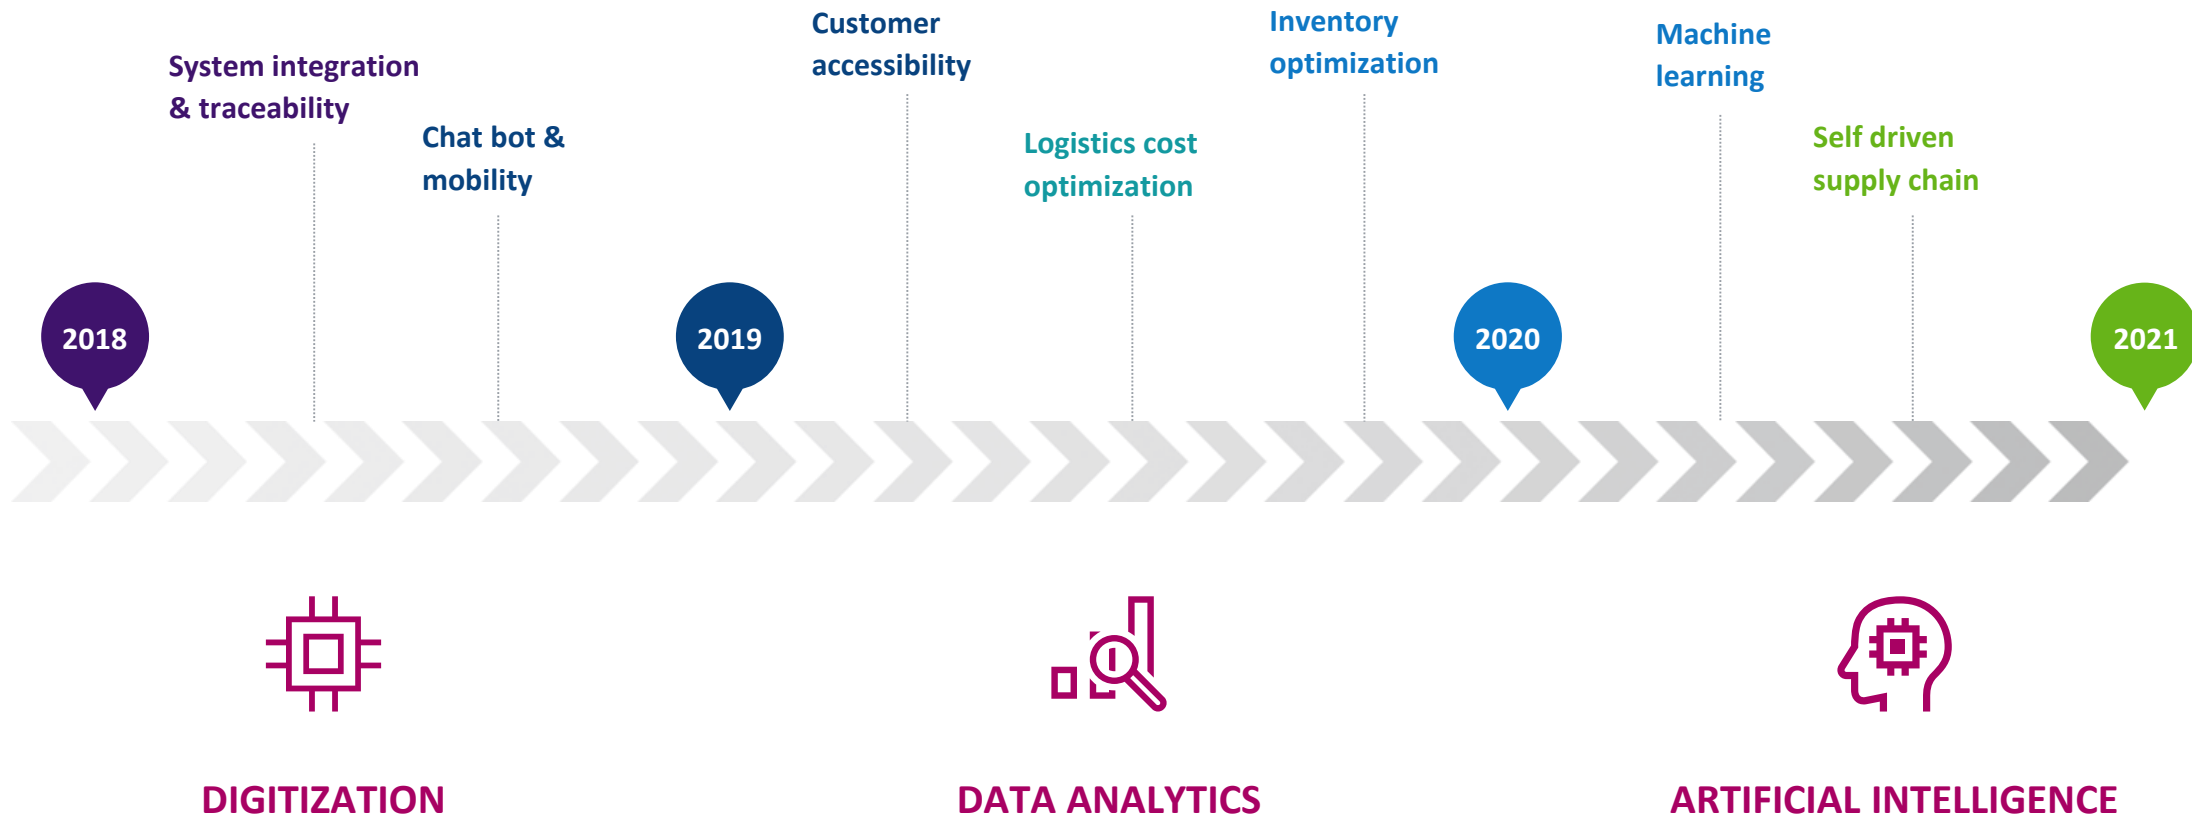 System integration
& traceability
Chat bot &
mobility
Customer
accessibility
Logistics cost
optimization
Inventory
optimization
Machine
learning
Self driven
supply chain
2018
2019
2020
2021
DIGITIZATION
DATA ANALYTICS
ARTIFICIAL INTELLIGENCE